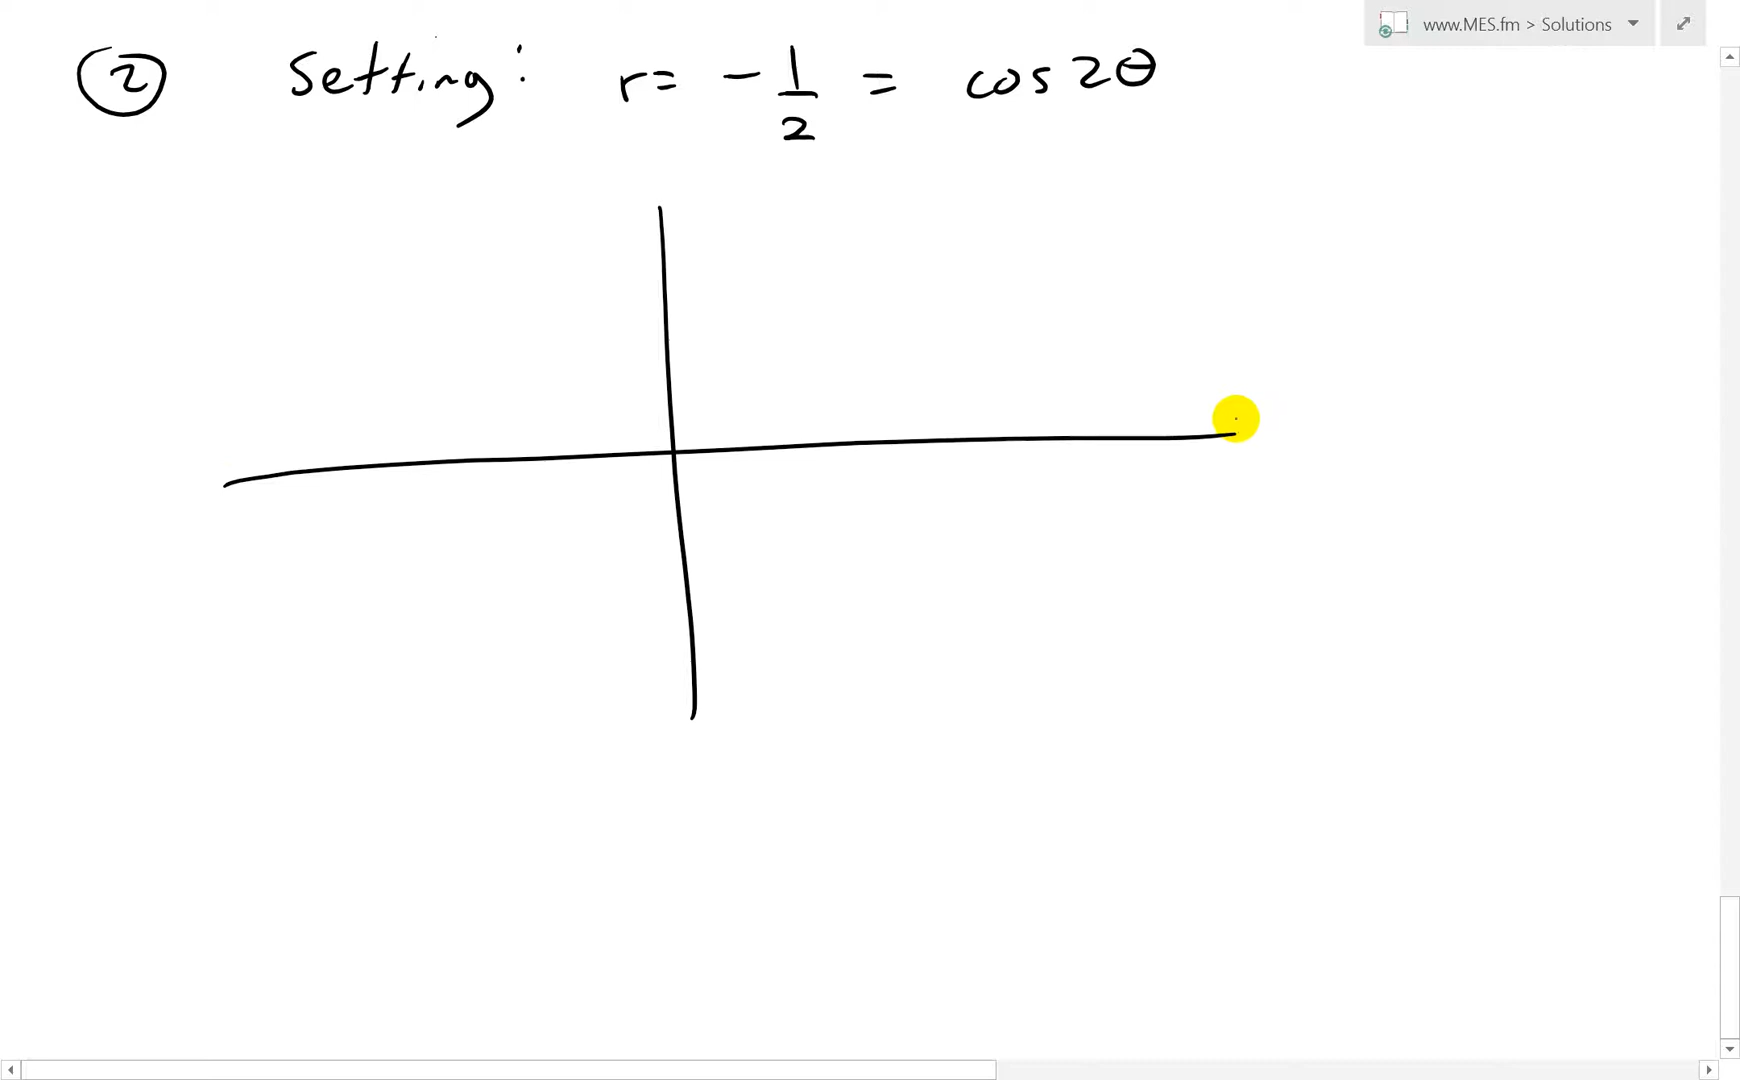 www.MES.fm > Solutions
② Setting: r = - 1/2 = cos 2θ